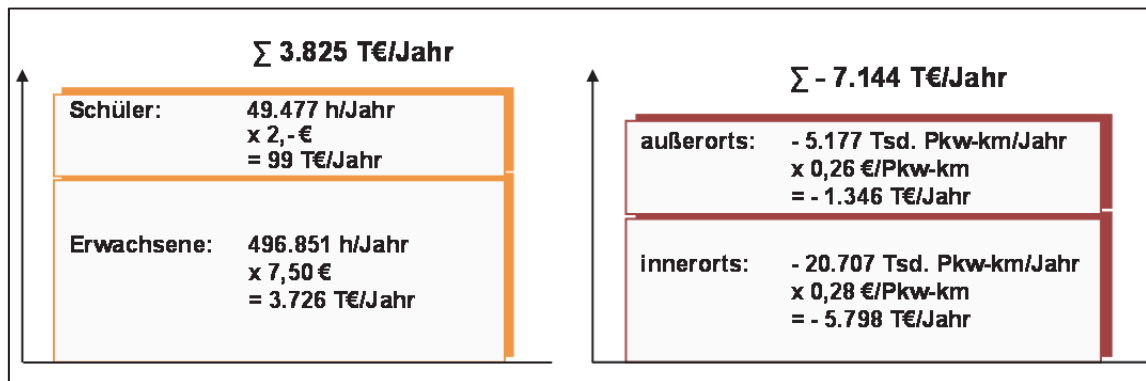 ∑ 3.825 T€/Jahr
Schüler: 49.477 h/Jahr
x 2,- €
= 99 T€/Jahr
Erwachsene: 496.851 h/Jahr
x 7,50 €
= 3.726 T€/Jahr
∑ - 7.144 T€/Jahr
außerorts: - 5.177 Tsd. Pkw-km/Jahr
x 0,26 €/Pkw-km
= - 1.346 T€/Jahr
innerorts: - 20.707 Tsd. Pkw-km/Jahr
x 0,28 €/Pkw-km
= - 5.798 T€/Jahr